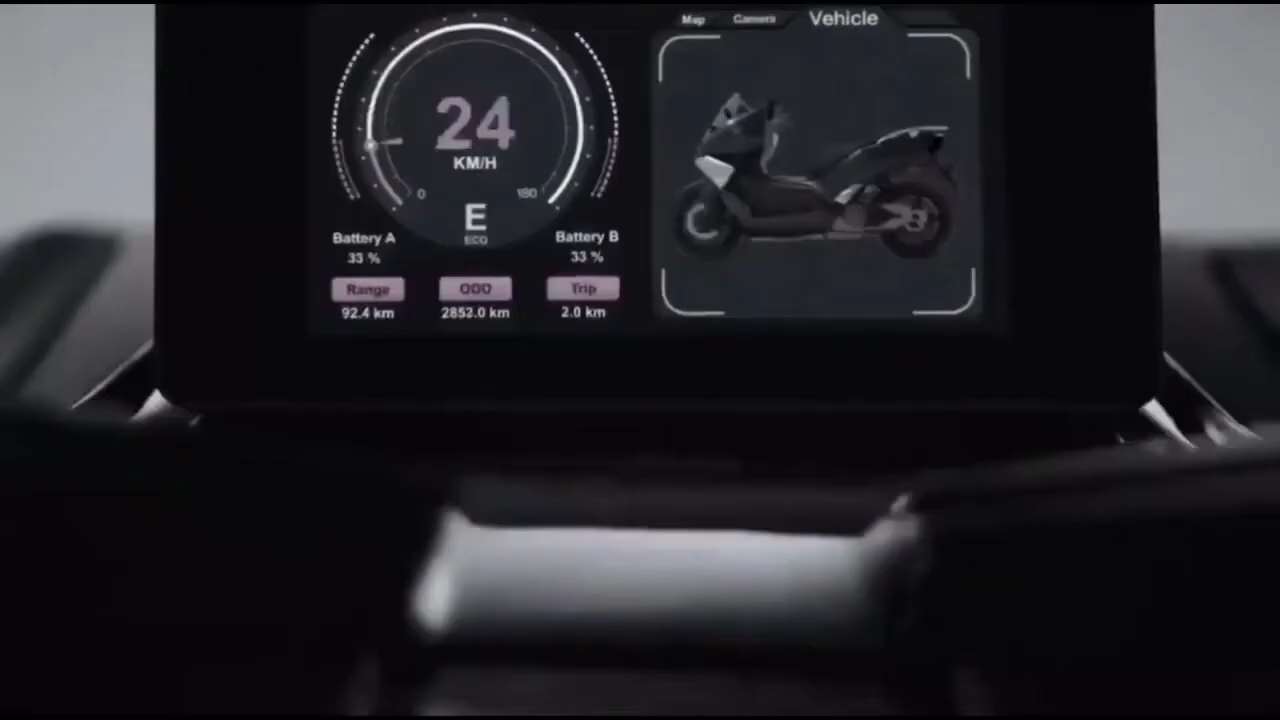 Map Camera Vehicle
24
KM/H
0 180
E
ECO
Battery A Battery B
33 % 33 %
Range ODO Trip
92.4 km 2852.0 km 2.0 km